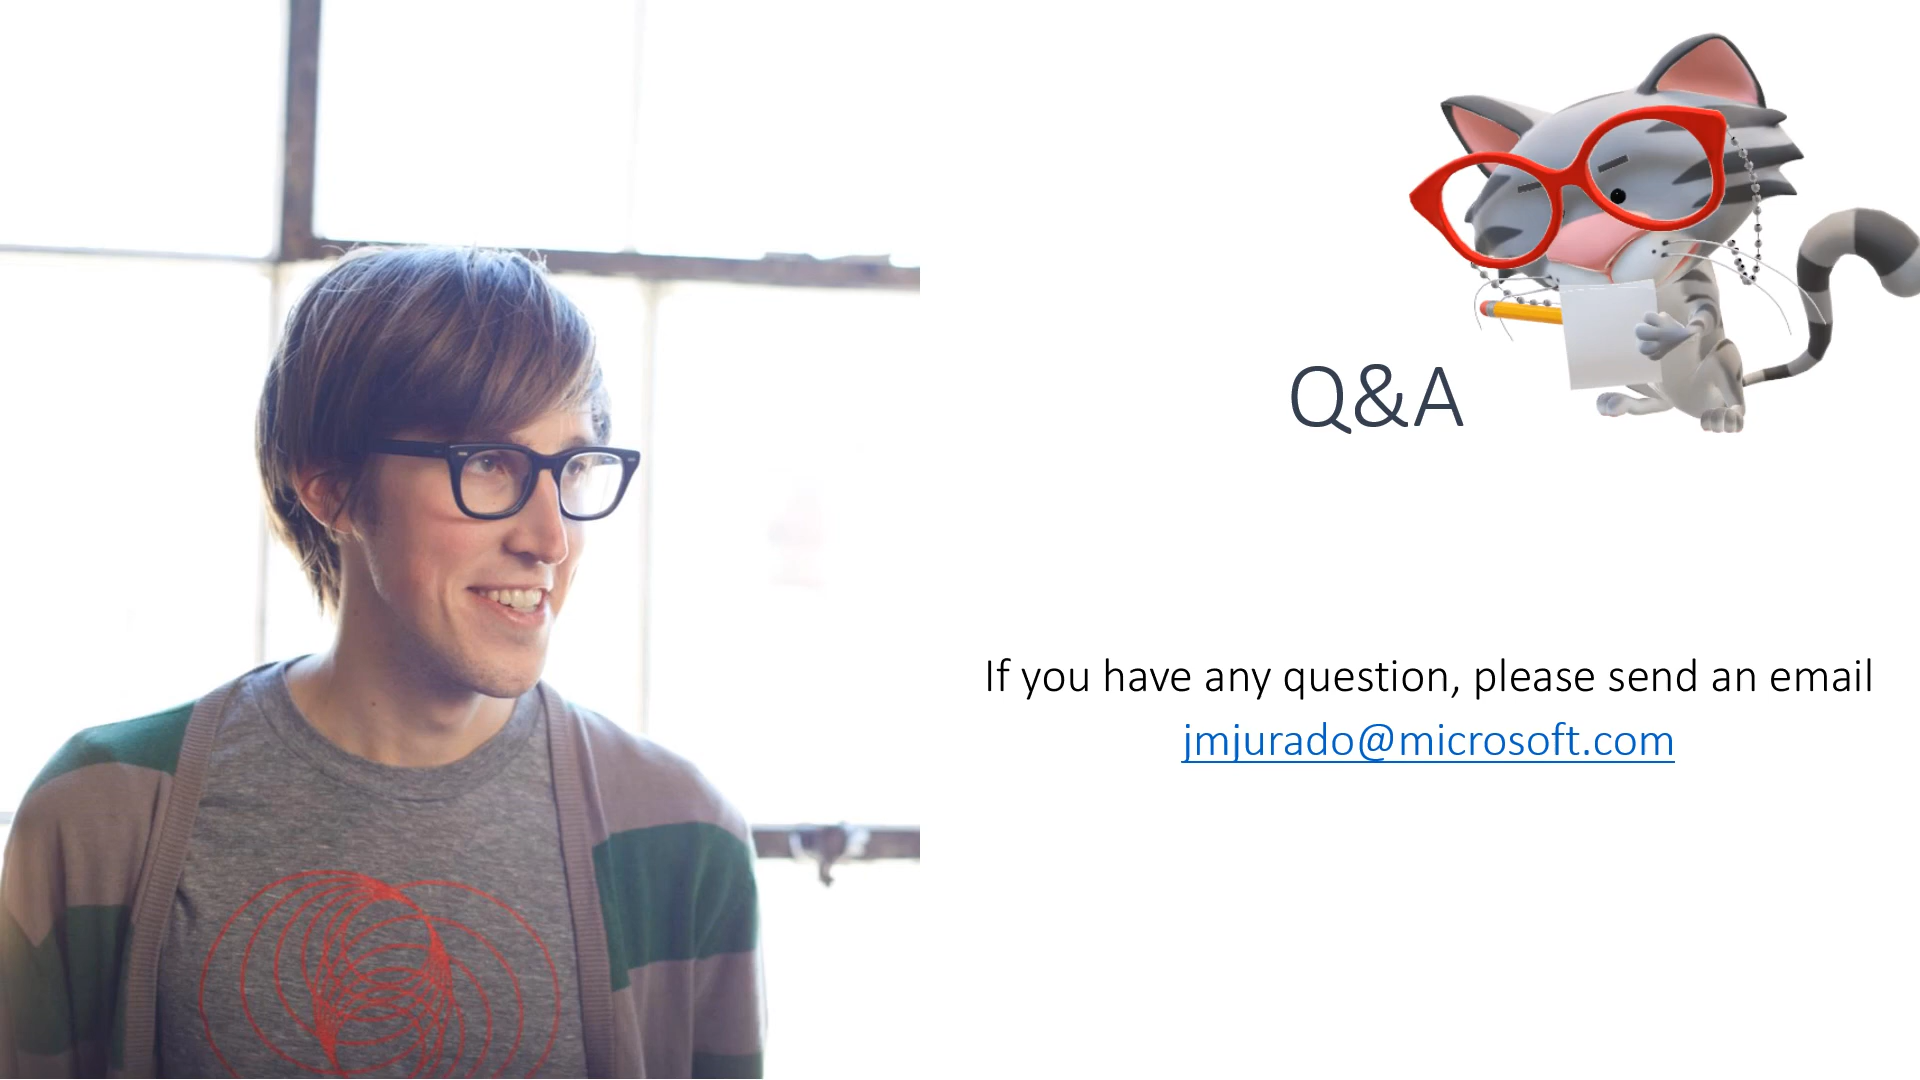 Q&A
If you have any question, please send an email
jmjurado@microsoft.com